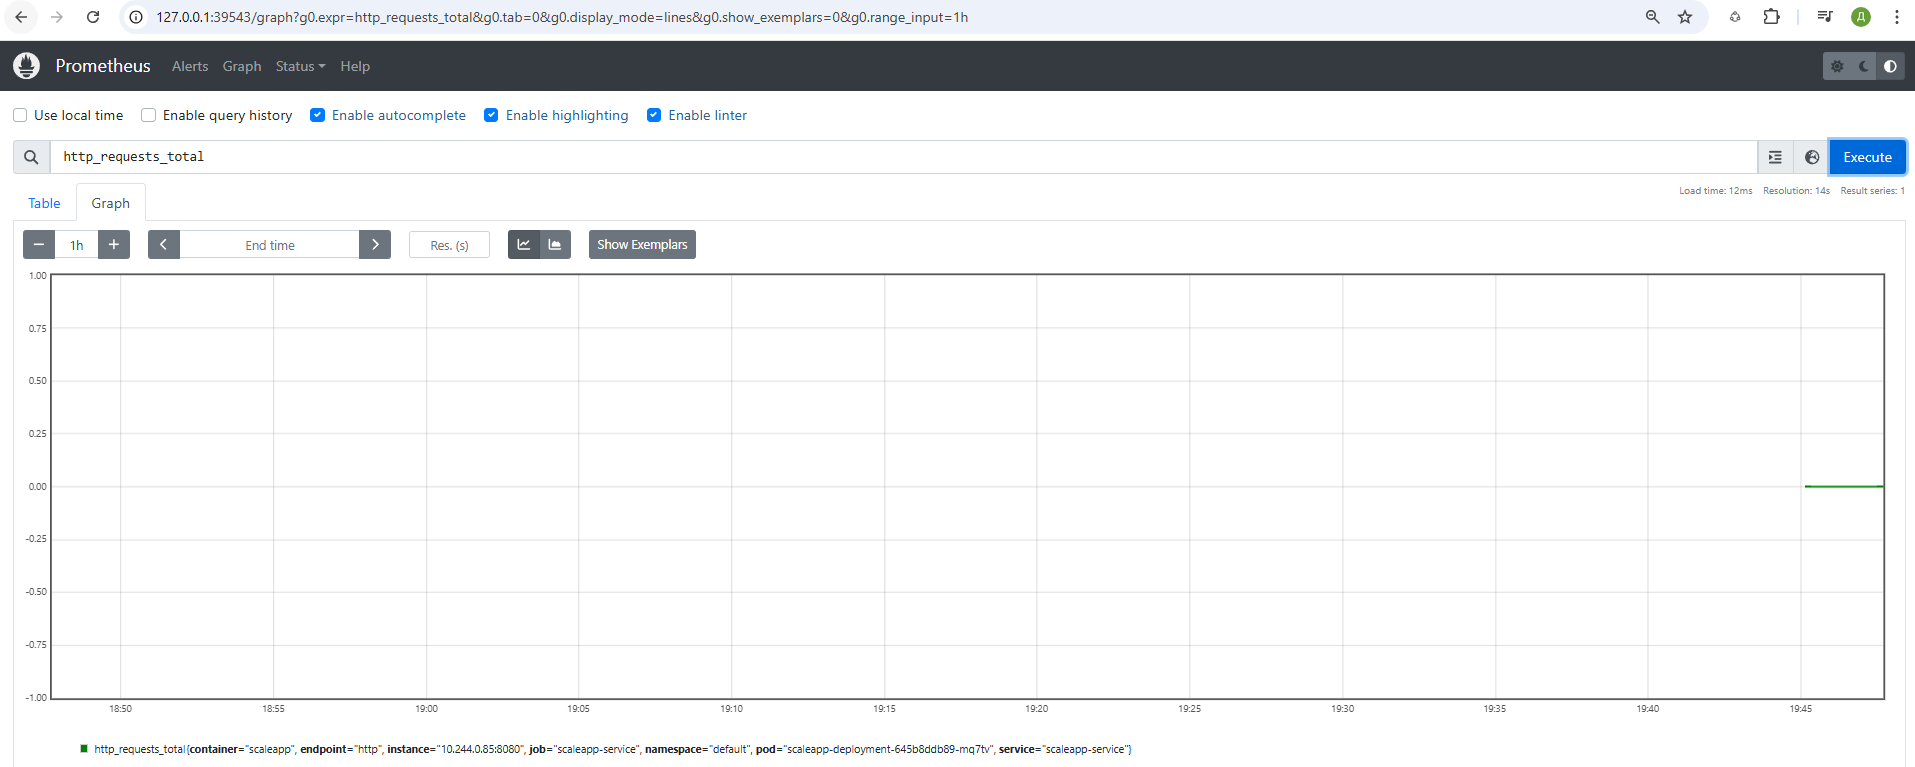 127.0.0.1:39543/graph?g0.expr=http_requests_total&g0.tab=0&g0.display_mode=lines&g0.show_exemplars=0&g0.range_input=1h
Д
Prometheus Alerts Graph Status Help
Use local time Enable query history Enable autocomplete Enable highlighting Enable linter
http_requests_total
Execute
Load time: 12ms Resolution: 14s Result series: 1
Table Graph
− 1h + End time Res. (s) Show Exemplars
1.00
0.75
0.50
0.25
0.00
-0.25
-0.50
-0.75
-1.00
18:50 18:55 19:00 19:05 19:10 19:15 19:20 19:25 19:30 19:35 19:40 19:45
http_requests_total{container="scaleapp", endpoint="http", instance="10.244.0.85:8080", job="scaleapp-service", namespace="default", pod="scaleapp-deployment-645b8ddb89-mq7tv", service="scaleapp-service"}